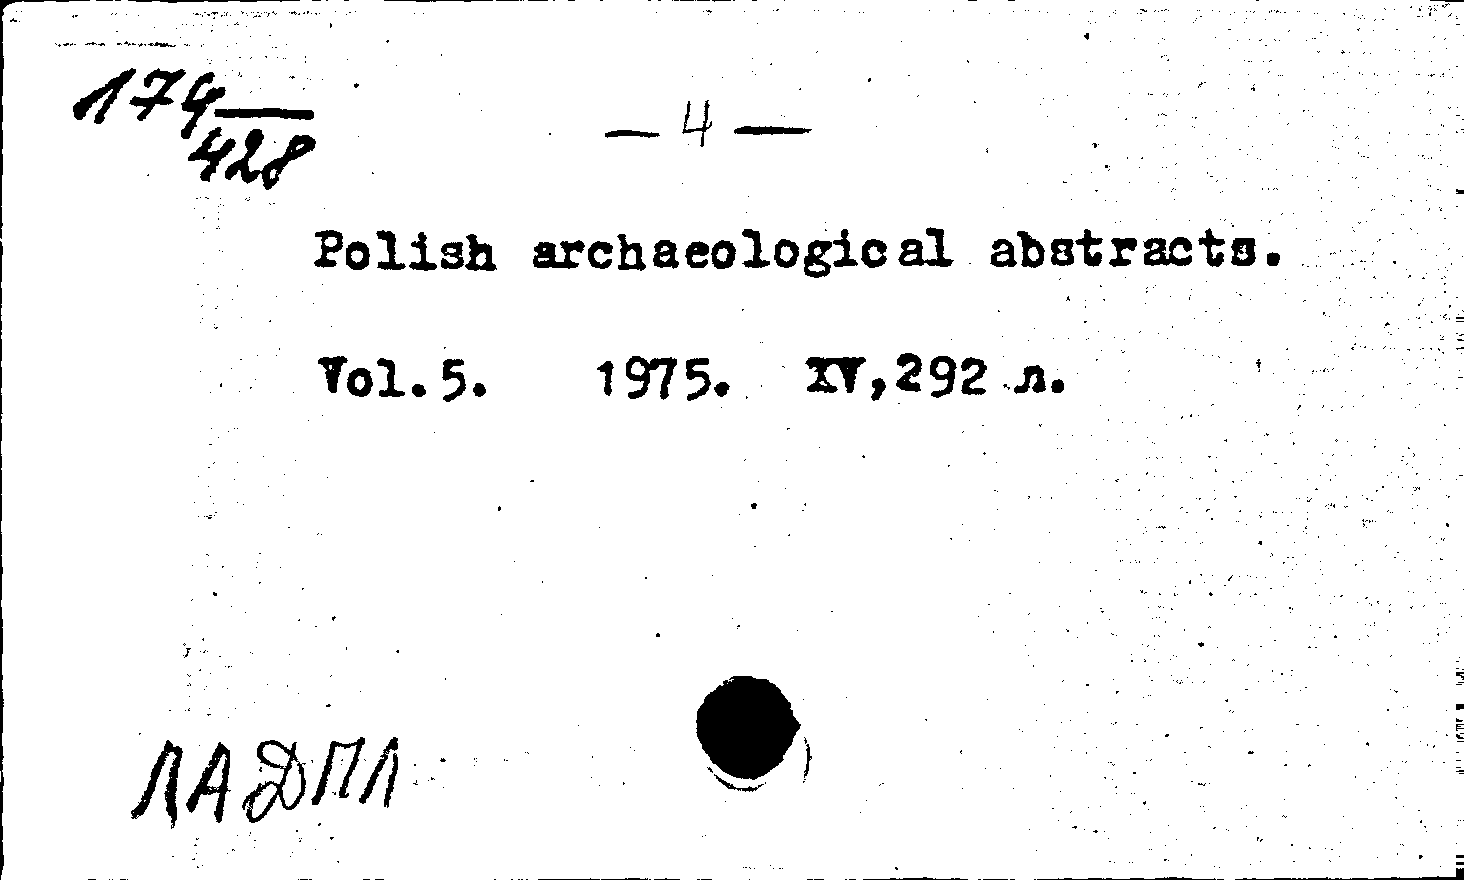 174
428
— 4 —
Polish archaeological abstracts.
Vol.5. 1975. XV,292 л.
ЛАДПЛ